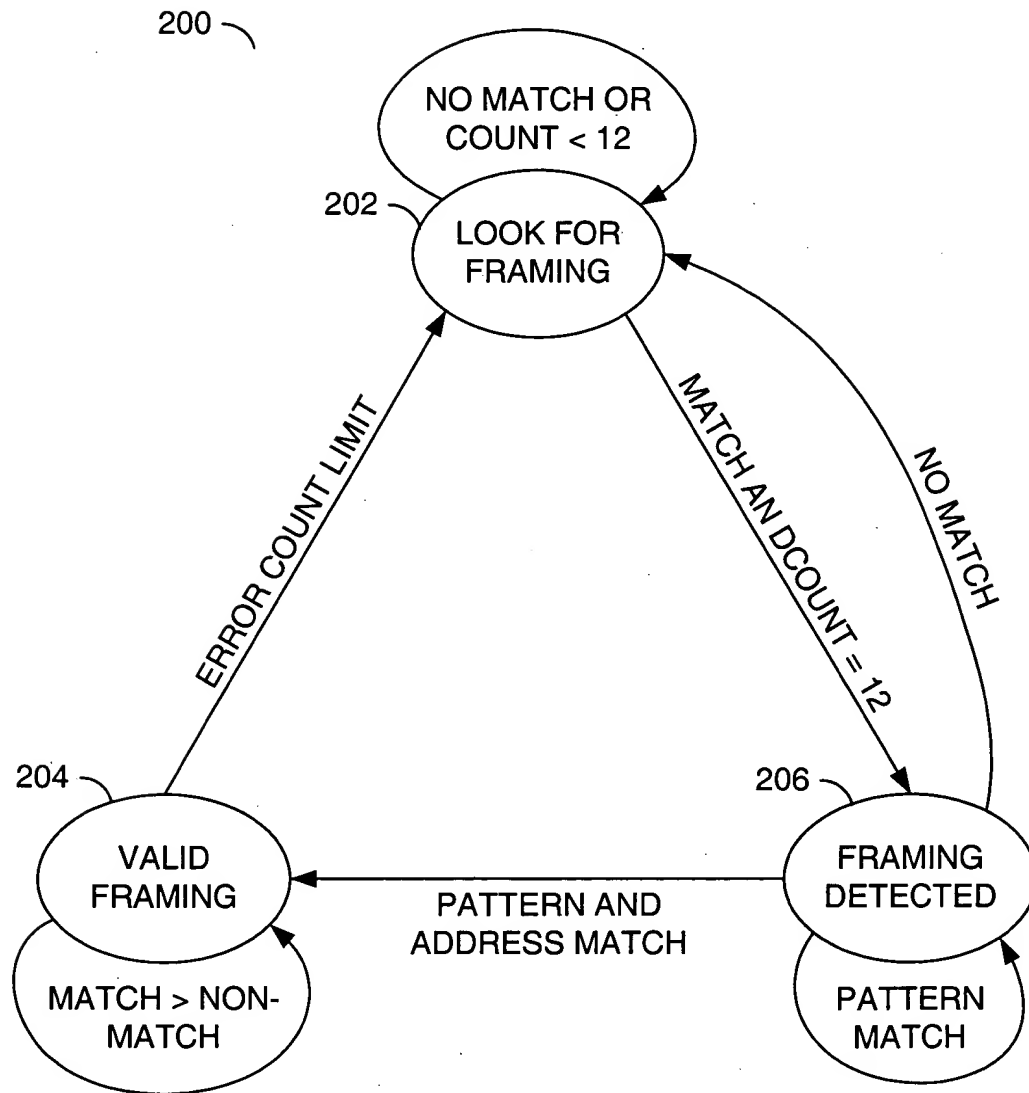 200
NO MATCH OR
COUNT < 12
202
LOOK FOR
FRAMING
ERROR COUNT LIMIT
MATCH AN DCOUNT = 12
NO MATCH
204
VALID
FRAMING
206
FRAMING
DETECTED
PATTERN AND
ADDRESS MATCH
MATCH > NON-
MATCH
PATTERN
MATCH